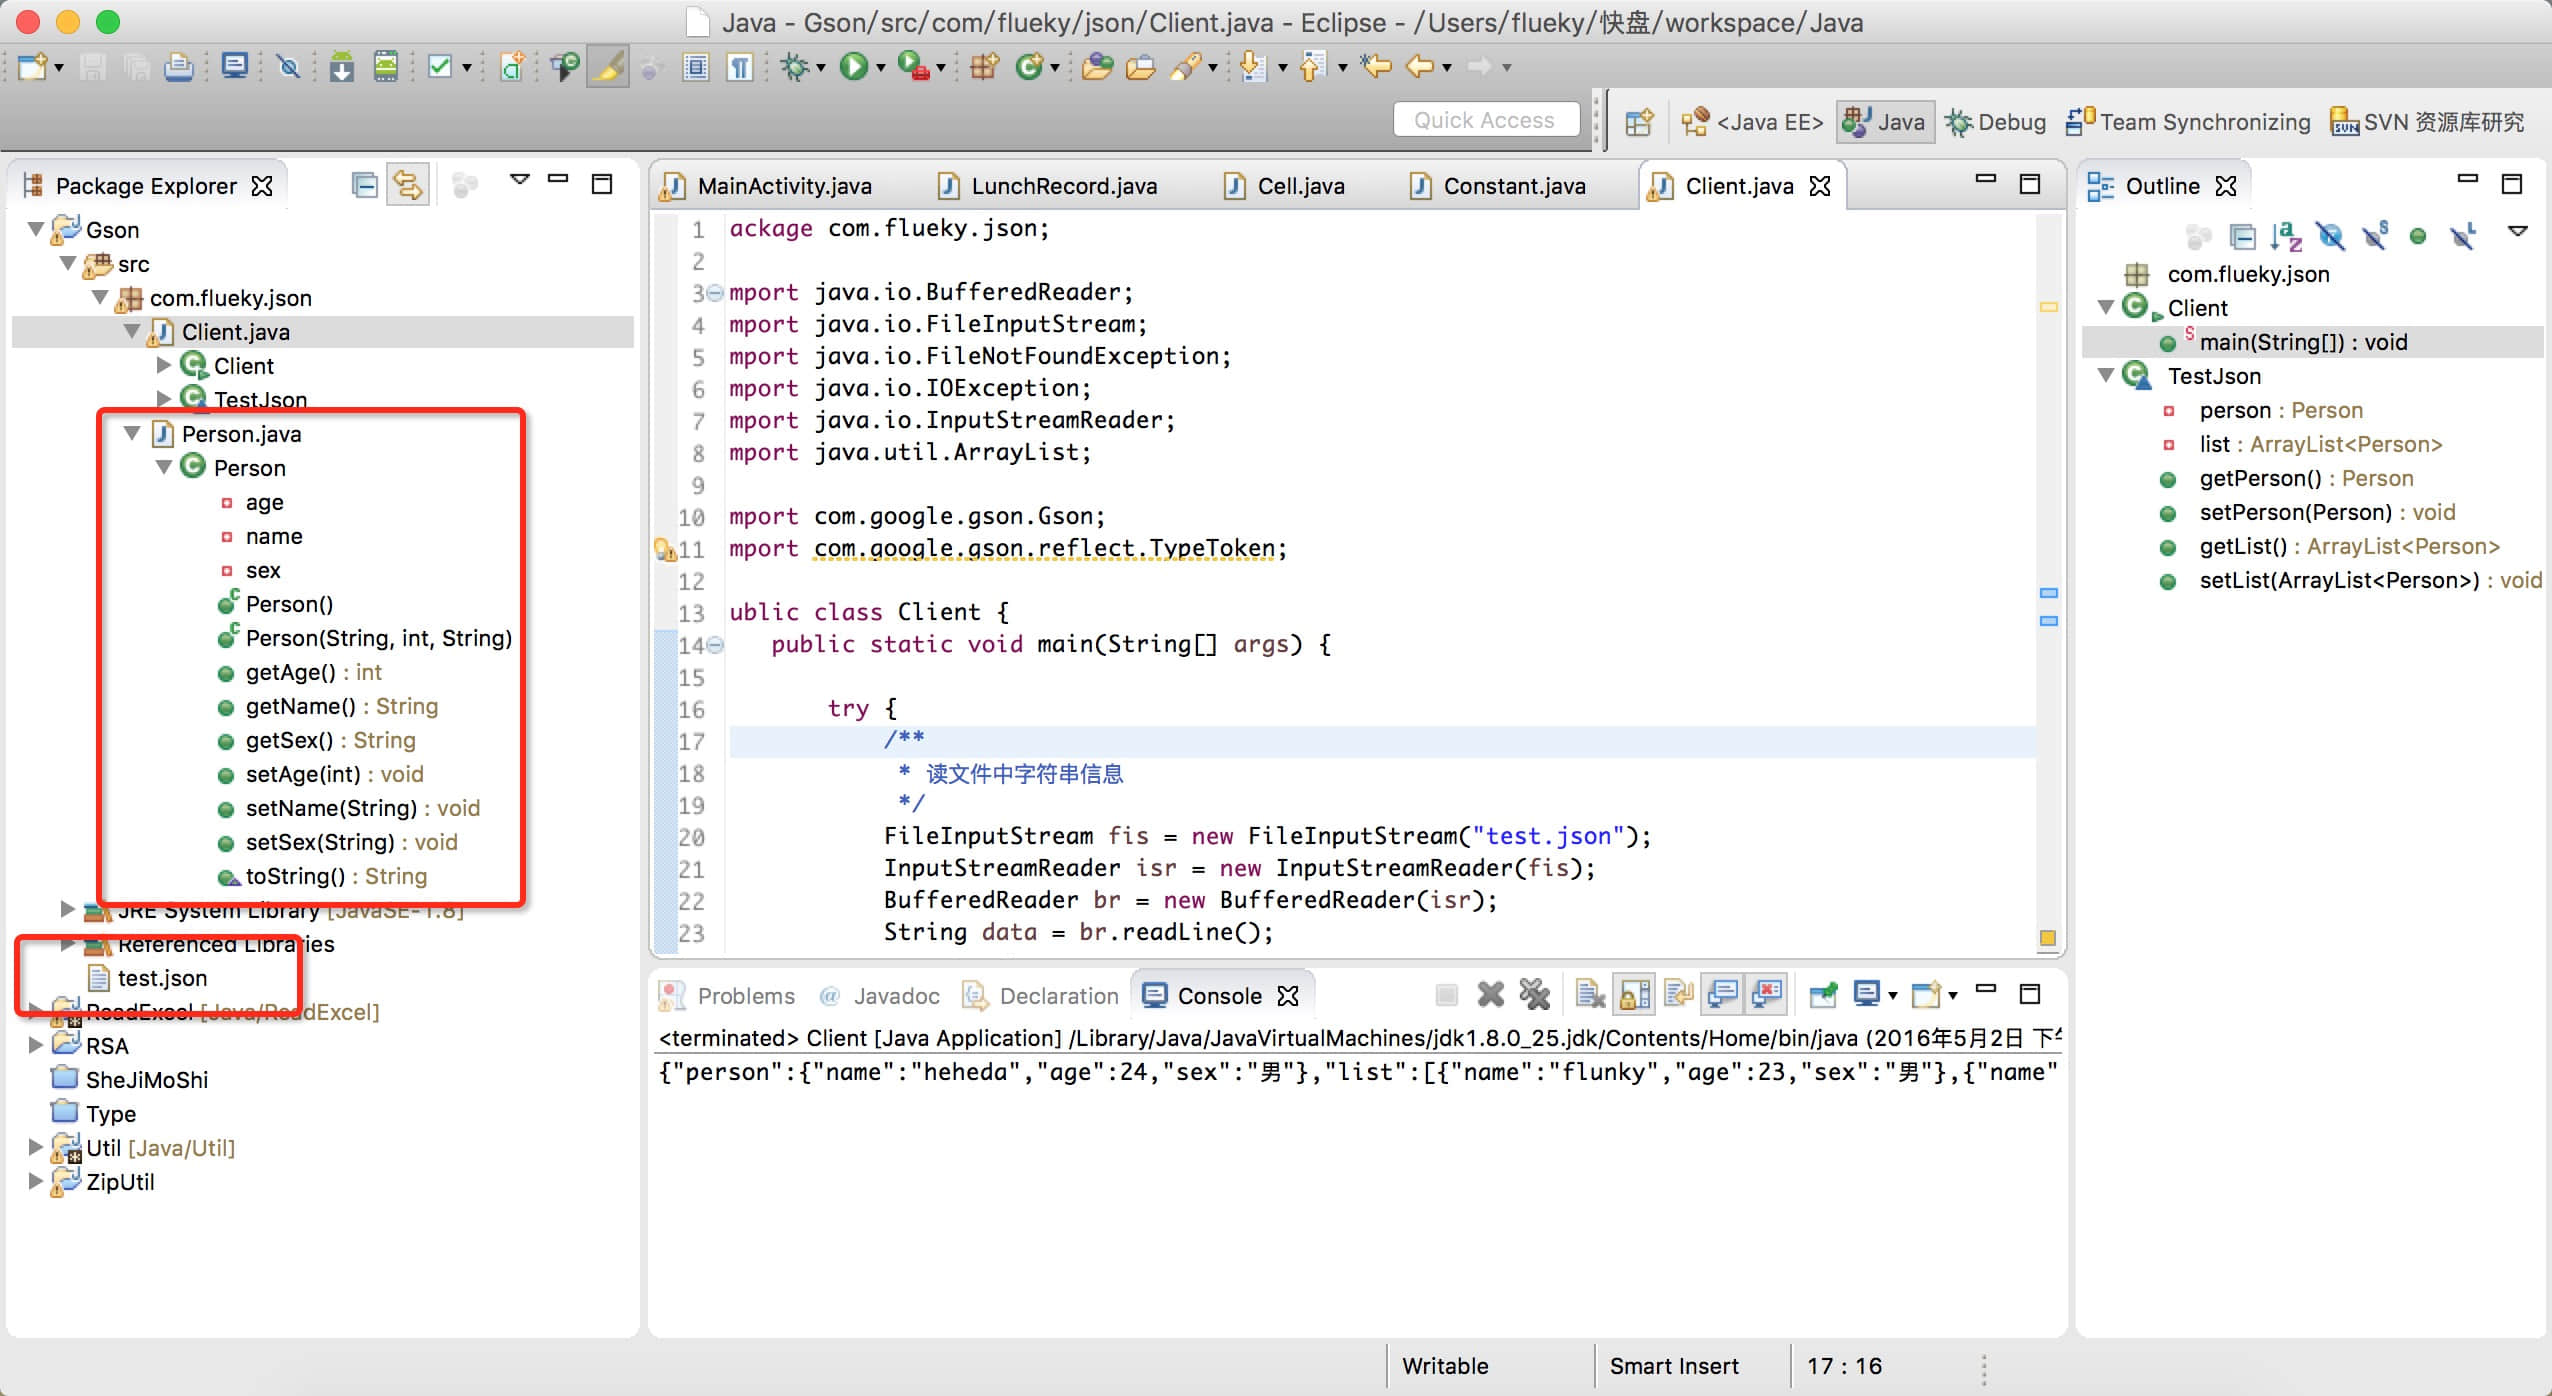 Java - Gson/src/com/flueky/json/Client.java - Eclipse - /Users/flueky/快盘/workspace/Java
Quick Access
<Java EE>
Java
Debug
Team Synchronizing
SVN 资源库研究
Package Explorer
Gson
src
com.flueky.json
Client.java
Client
TestJson
Person.java
Person
age
name
sex
Person()
Person(String, int, String)
getAge() : int
getName() : String
getSex() : String
setAge(int) : void
setName(String) : void
setSex(String) : void
toString() : String
JRE System Library [JavaSE-1.8]
Referenced Libraries
test.json
ReadExcel [Java/ReadExcel]
RSA
SheJiMoShi
Type
Util [Java/Util]
ZipUtil
MainActivity.java
LunchRecord.java
Cell.java
Constant.java
Client.java
1 ackage com.flueky.json;
2
3 mport java.io.BufferedReader;
4 mport java.io.FileInputStream;
5 mport java.io.FileNotFoundException;
6 mport java.io.IOException;
7 mport java.io.InputStreamReader;
8 mport java.util.ArrayList;
9
10 mport com.google.gson.Gson;
11 mport com.google.gson.reflect.TypeToken;
12
13 ublic class Client {
14 public static void main(String[] args) {
15
16 try {
17 /**
18 * 读文件中字符串信息
19 */
20 FileInputStream fis = new FileInputStream("test.json");
21 InputStreamReader isr = new InputStreamReader(fis);
22 BufferedReader br = new BufferedReader(isr);
23 String data = br.readLine();
Problems
Javadoc
Declaration
Console
<terminated> Client [Java Application] /Library/Java/JavaVirtualMachines/jdk1.8.0_25.jdk/Contents/Home/bin/java (2016年5月2日 下
{"person":{"name":"heheda","age":24,"sex":"男"},"list":[{"name":"flunky","age":23,"sex":"男"},{"name"
Outline
com.flueky.json
Client
main(String[]) : void
TestJson
person : Person
list : ArrayList<Person>
getPerson() : Person
setPerson(Person) : void
getList() : ArrayList<Person>
setList(ArrayList<Person>) : void
Writable
Smart Insert
17 : 16